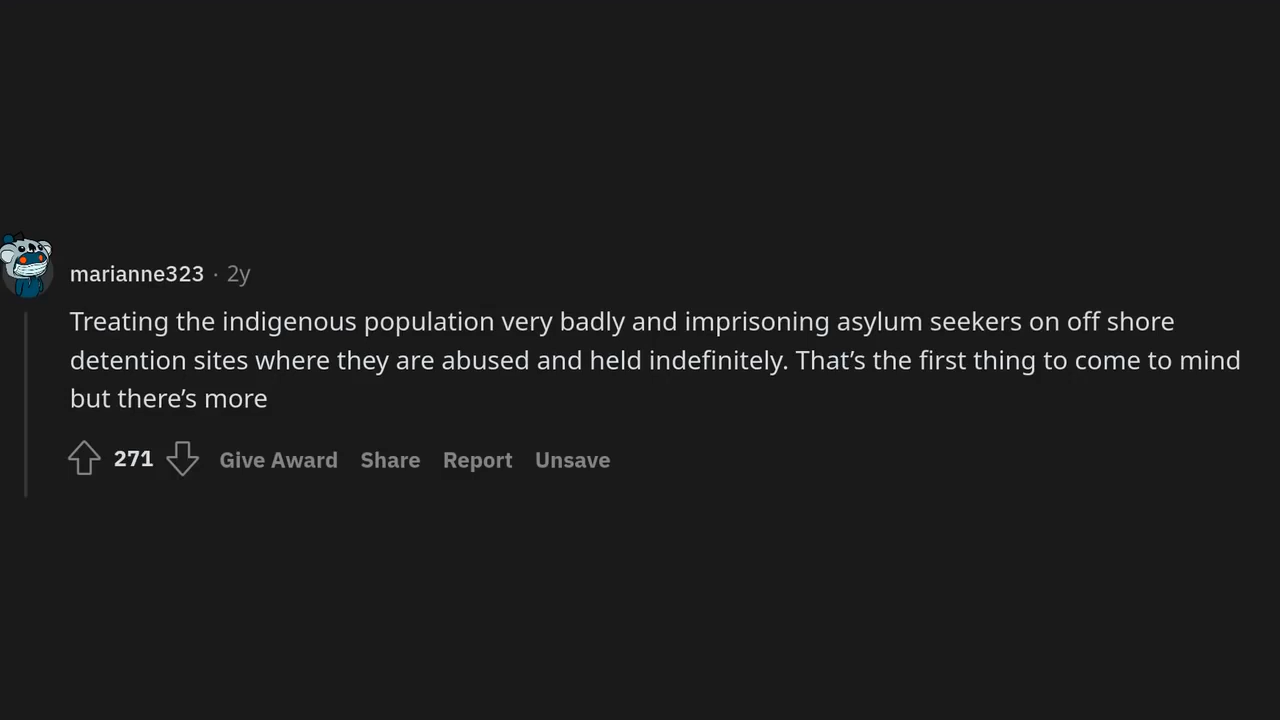 marianne323 · 2y
Treating the indigenous population very badly and imprisoning asylum seekers on off shore
detention sites where they are abused and held indefinitely. That’s the first thing to come to mind
but there’s more
271 Give Award Share Report Unsave